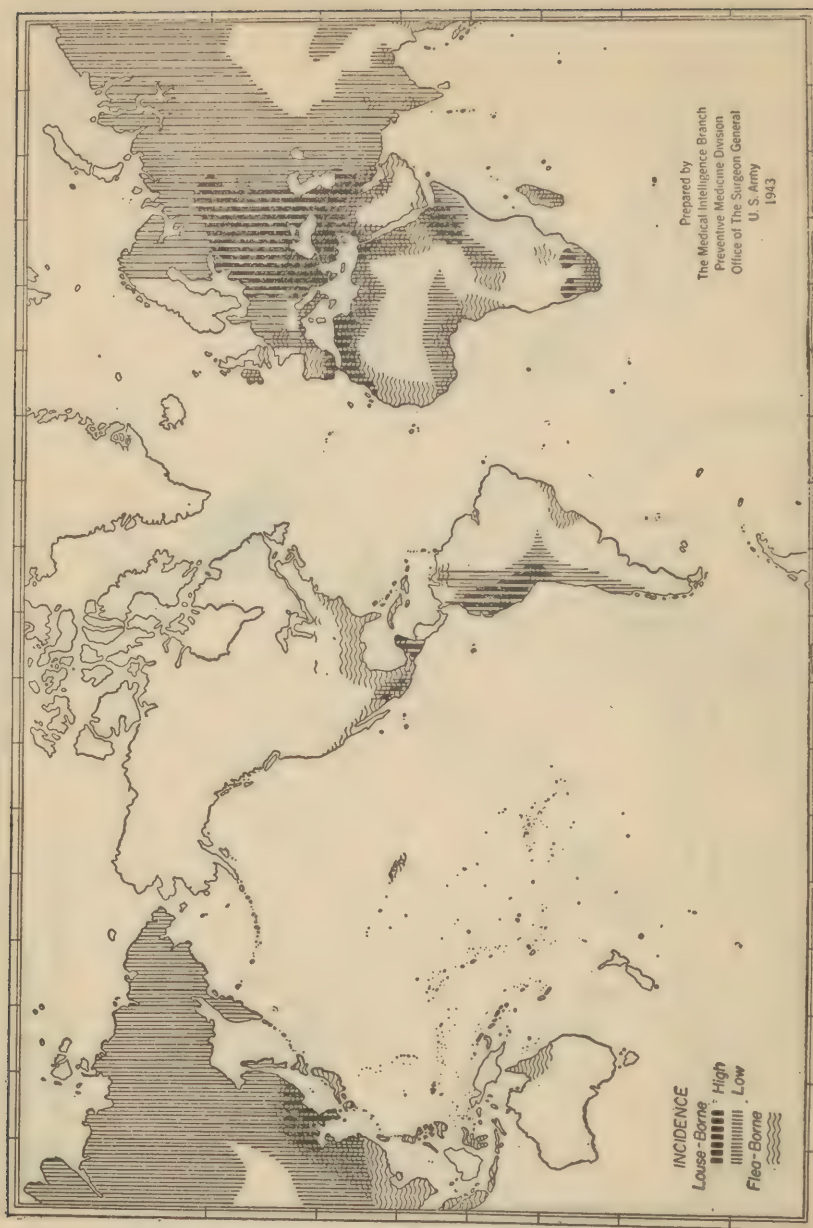 Prepared by
The Medical Intelligence Branch
Preventive Medicine Division
Office of The Surgeon General
U. S. Army
1943
INCIDENCE
Louse-Borne
High
Low
Flea-Borne